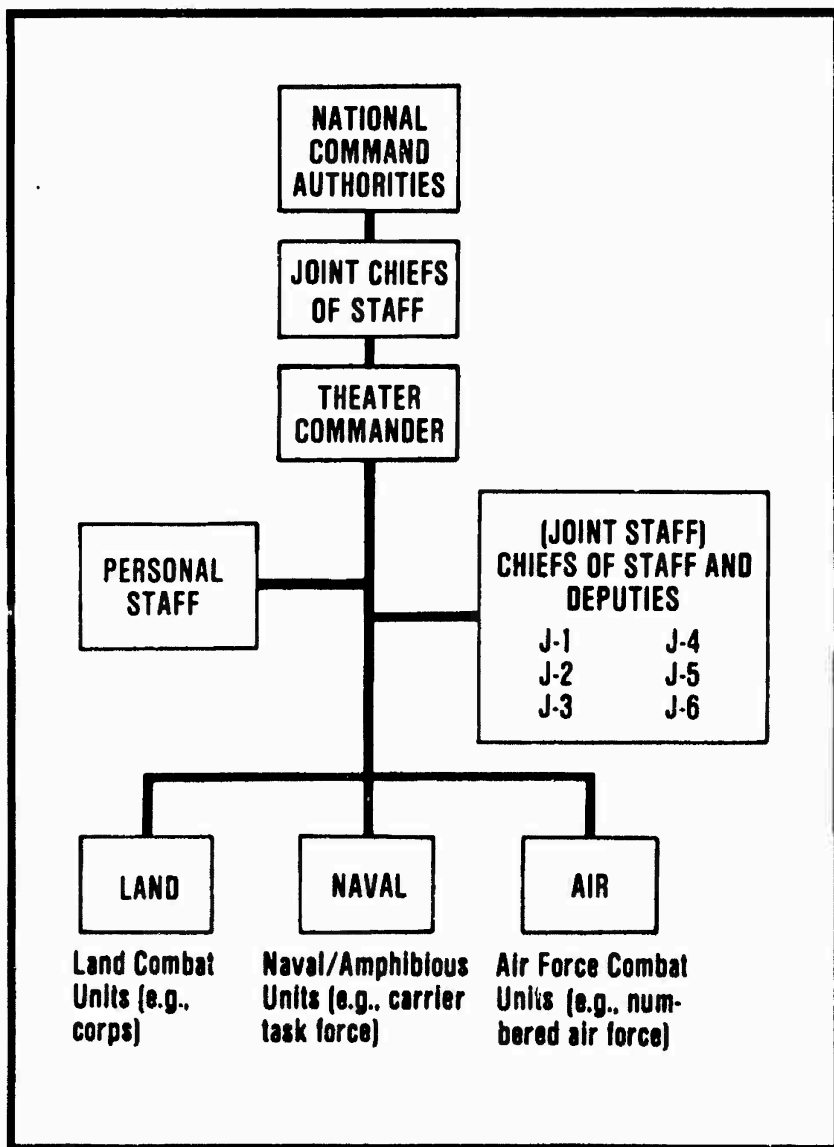 NATIONAL
COMMAND
AUTHORITIES
JOINT CHIEFS
OF STAFF
THEATER
COMMANDER
PERSONAL
STAFF
(JOINT STAFF)
CHIEFS OF STAFF AND
DEPUTIES
J-1 J-4
J-2 J-5
J-3 J-6
LAND
NAVAL
AIR
Land Combat
Units (e.g.,
corps)
Naval/Amphibious
Units (e.g., carrier
task force)
Air Force Combat
Units (e.g., num-
bered air force)